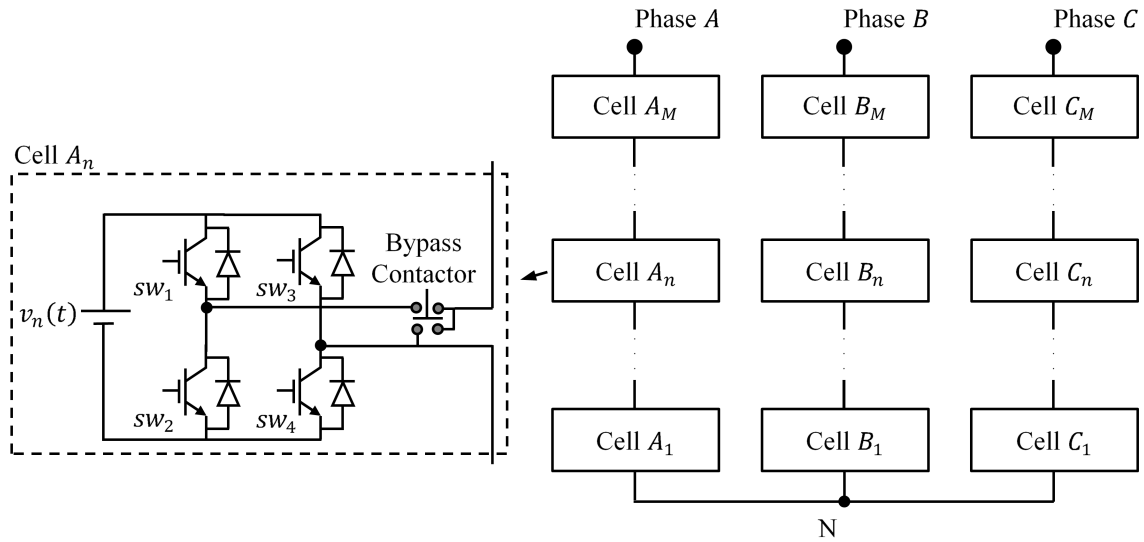 Phase A Phase B Phase C
Cell A_M Cell B_M Cell C_M
Cell A_n
Bypass
Contactor
Cell A_n Cell B_n Cell C_n
sw_1 sw_3
v_n(t)
sw_2 sw_4
Cell A_1 Cell B_1 Cell C_1
N